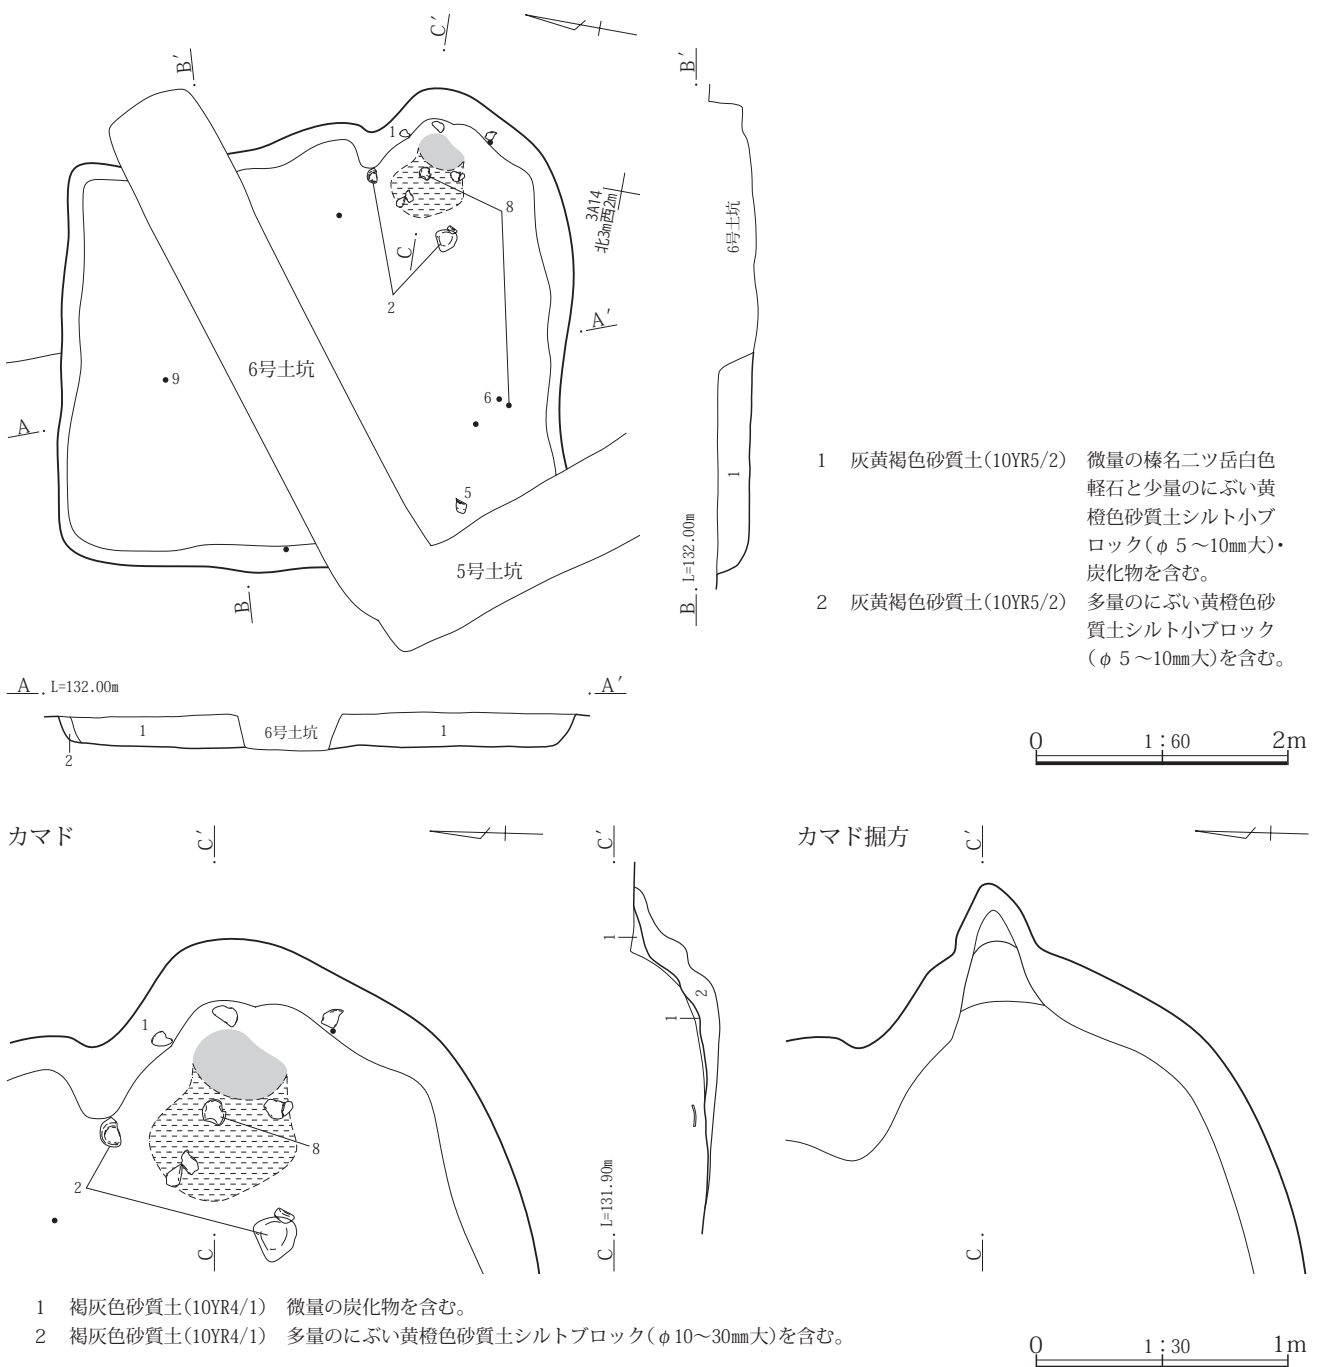 C′
B′
B′
1
8
3A14
北3m西2m
6号土坑
C
2
A′
6号土坑
9
6
A
1
5
L=132.00m
5号土坑
B
B
1 灰黄褐色砂質土(10YR5/2) 微量の榛名二ツ岳白色
軽石と少量のにぶい黄
橙色砂質土シルト小ブ
ロック(φ5～10㎜大)・
炭化物を含む。
2 灰黄褐色砂質土(10YR5/2) 多量のにぶい黄橙色砂
質土シルト小ブロック
(φ5～10㎜大)を含む。
A L=132.00m A′
1 6号土坑 1
2
0 1：60 2m
カマド
C′
C′
カマド掘方
C′
1
1
2
1
8
2
L=131.90m
C
C
C
1 褐灰色砂質土(10YR4/1) 微量の炭化物を含む。
2 褐灰色砂質土(10YR4/1) 多量のにぶい黄橙色砂質土シルトブロック(φ10～30㎜大)を含む。
0 1：30 1m